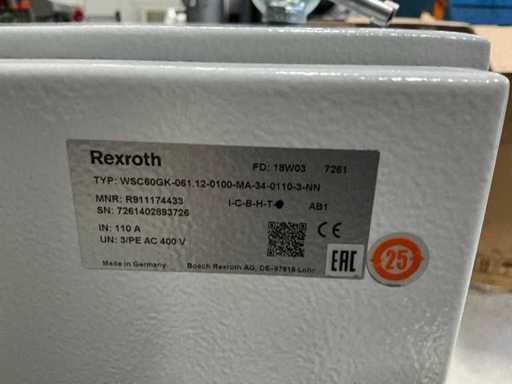 Rexroth
FD: 18W03 7261
TYP: WSC60GK-061.12-0100-MA-34-0110-3-NN
MNR: R911174433 I-C-B-H-T-● AB1
SN: 7261402893726
IN: 110 A
UN: 3/PE AC 400 V
EAC
25
Made in Germany Bosch Rexroth AG, DE-97816 Lohr